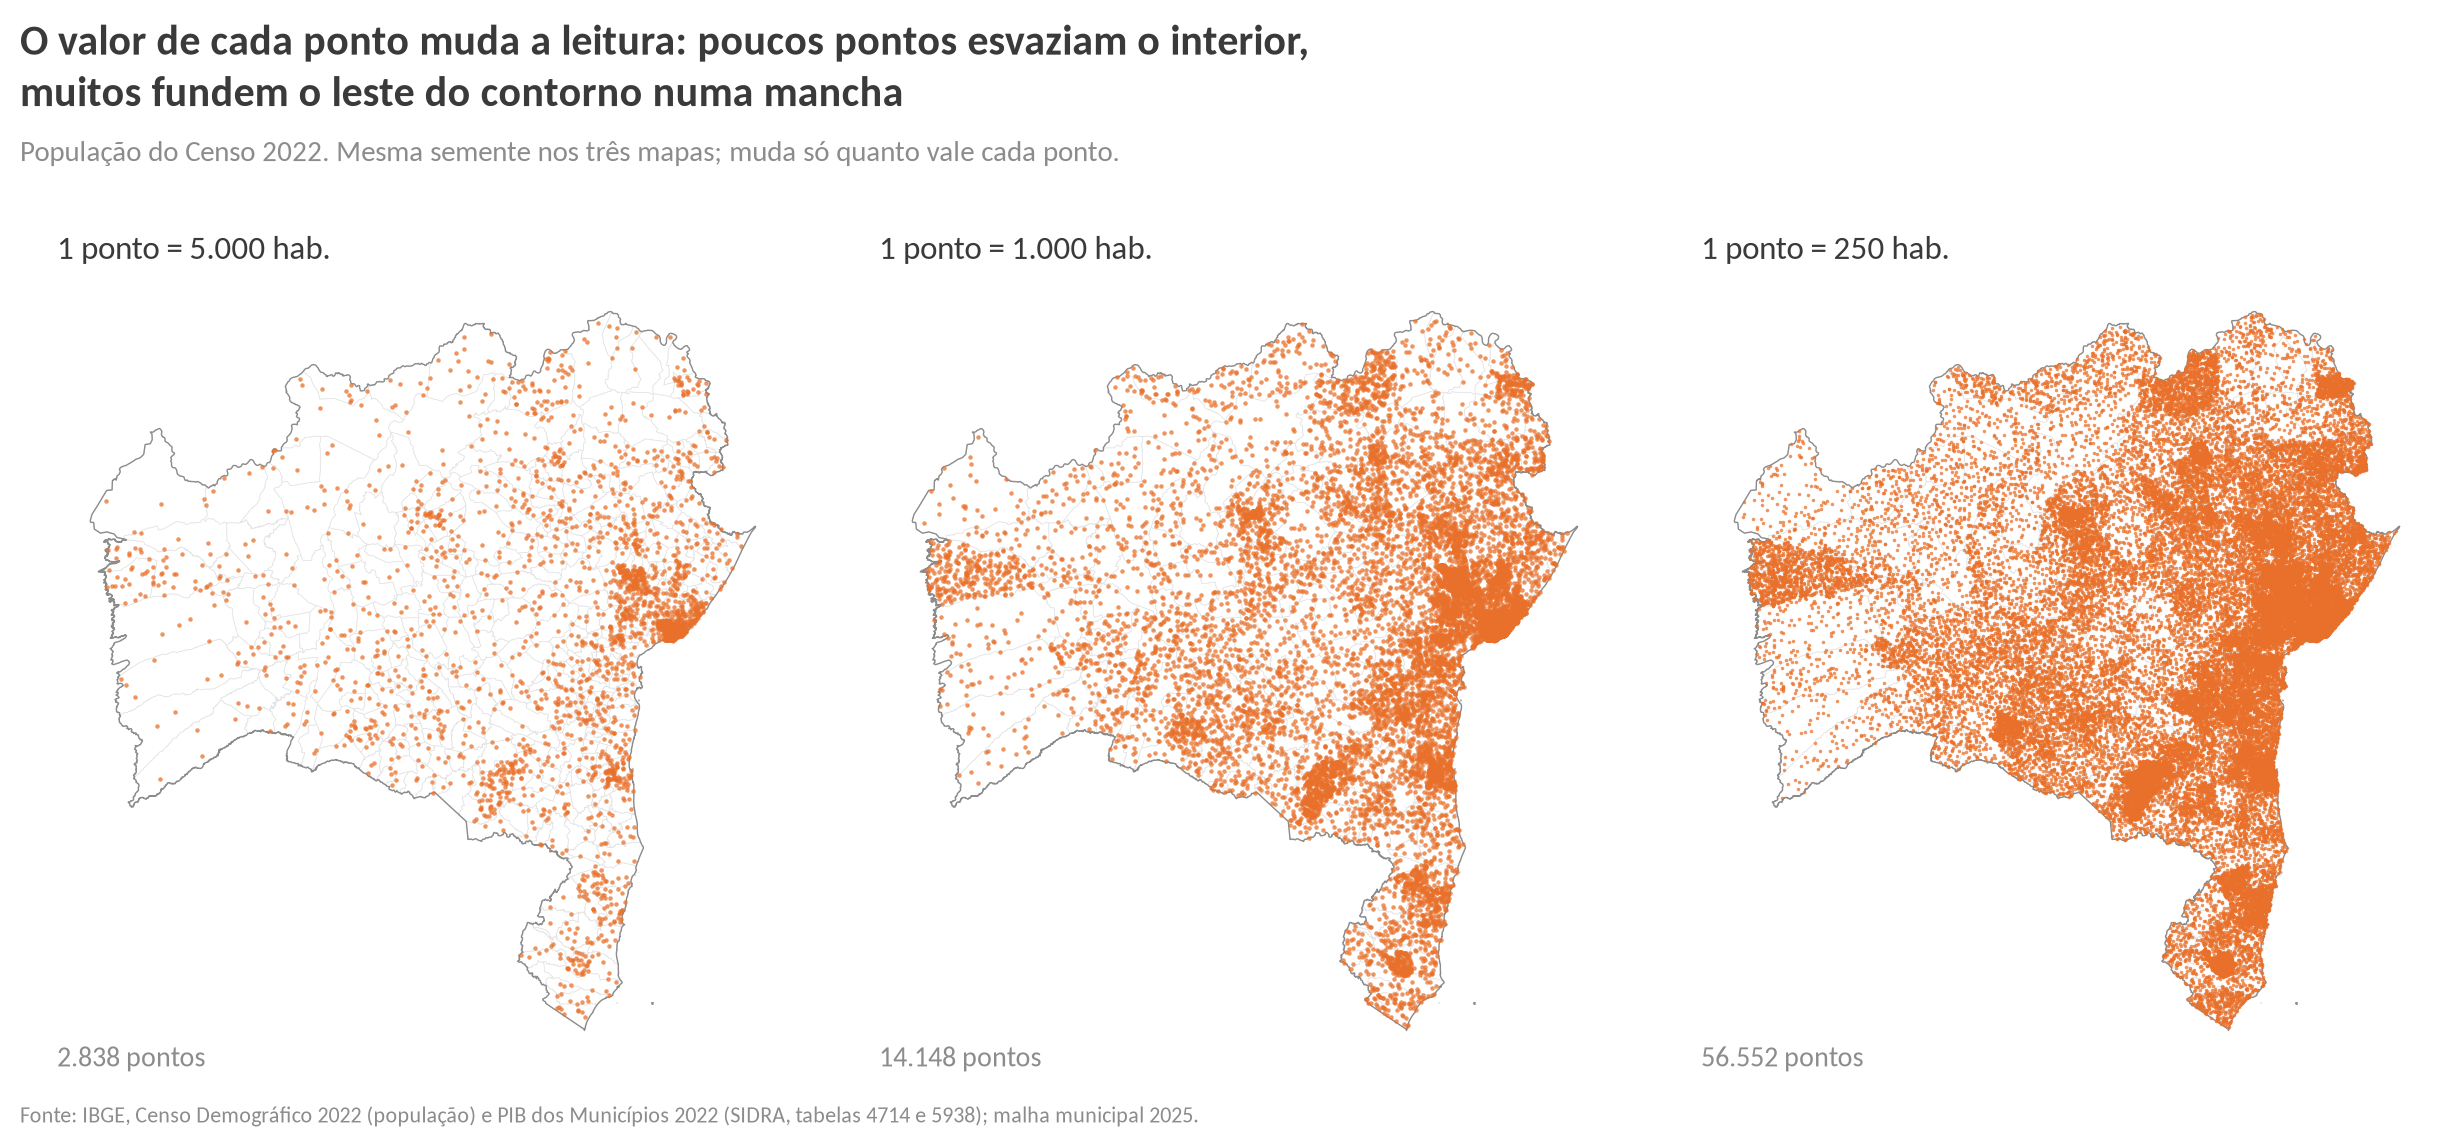 O valor de cada ponto muda a leitura: poucos pontos esvaziam o interior,
muitos fundem o leste do contorno numa mancha
População do Censo 2022. Mesma semente nos três mapas; muda só quanto vale cada ponto.
1 ponto = 5.000 hab.
1 ponto = 1.000 hab.
1 ponto = 250 hab.
2.838 pontos
14.148 pontos
56.552 pontos
Fonte: IBGE, Censo Demográfico 2022 (população) e PIB dos Municípios 2022 (SIDRA, tabelas 4714 e 5938); malha municipal 2025.